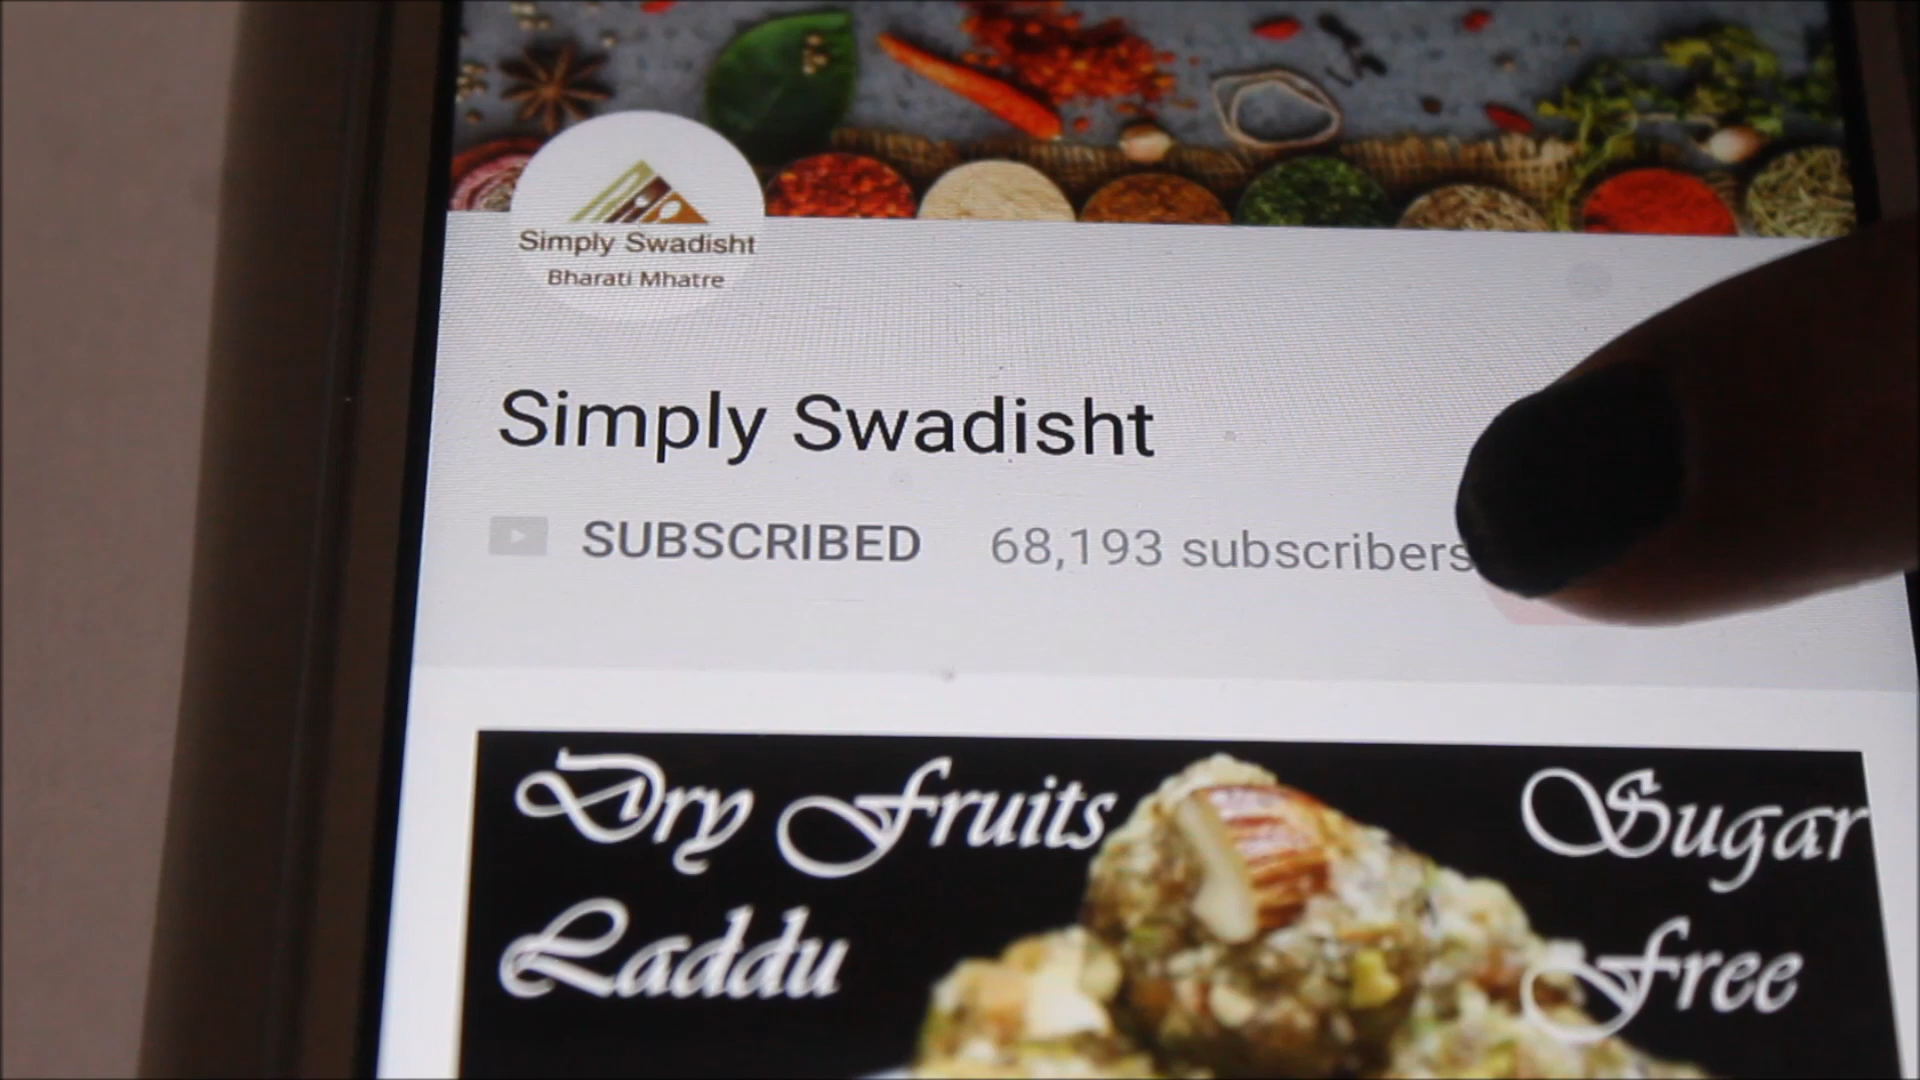 Simply Swadisht
Bharati Mhatre
Simply Swadisht
SUBSCRIBED 68,193 subscribers
Dry Fruits Sugar
Laddu Free